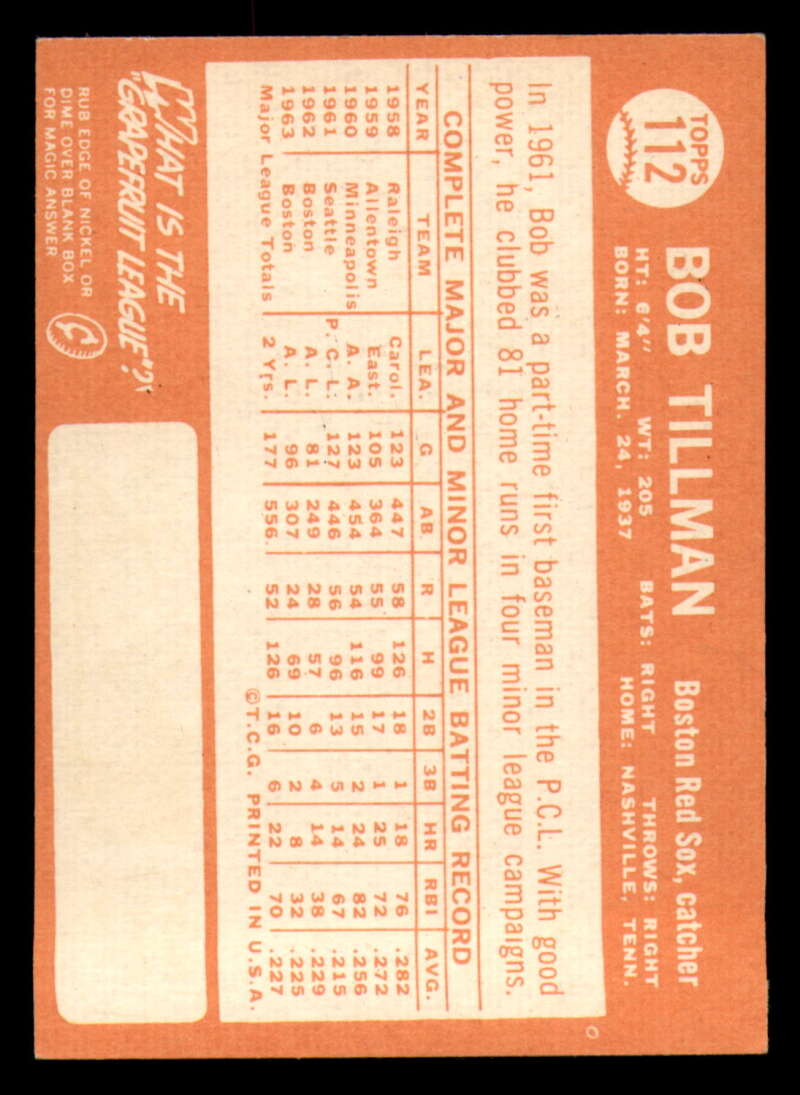 TOPPS
112
BOB TILLMAN
Boston Red Sox, catcher
HT: 6'4" WT: 205 BATS: RIGHT THROWS: RIGHT
BORN: MARCH. 24, 1937 HOME: NASHVILLE, TENN.
In 1961, Bob was a part-time first baseman in the P.C.L. With good
power, he clubbed 81 home runs in four minor league campaigns.
COMPLETE MAJOR AND MINOR LEAGUE BATTING RECORD
YEAR TEAM LEA. G AB R H 2B 3B HR RBI AVG.
1958 Raleigh Carol. 123 447 58 126 18 1 18 76 .282
1959 Allentown East. 105 364 55 99 17 1 25 72 .272
1960 Minneapolis A. A. 123 454 54 116 15 2 24 82 .256
1961 Seattle P. C. L. 127 446 56 96 13 5 14 67 .215
1962 Boston A. L. 81 249 28 57 6 4 14 38 .229
1963 Boston A. L. 96 307 24 69 10 2 8 32 .225
Major League Totals 2 Yrs. 177 556 52 126 16 6 22 70 .227
©T.C.G. PRINTED IN U.S.A.
WHAT IS THE
"GRAPEFRUIT LEAGUE"?
RUB EDGE OF NICKEL OR
DIME OVER BLANK BOX
FOR MAGIC ANSWER